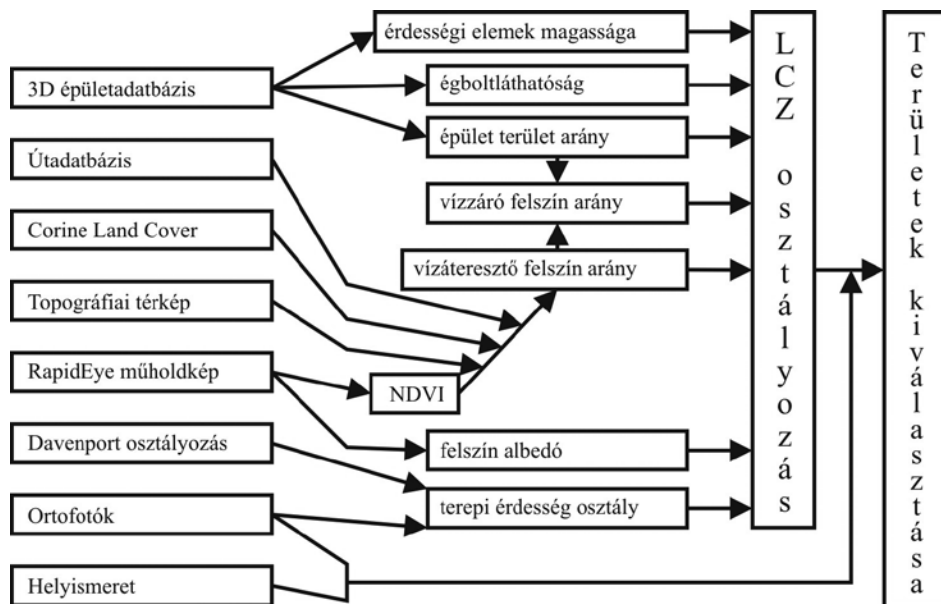 3D épületadatbázis
Útadatbázis
Corine Land Cover
Topográfiai térkép
RapidEye műholdkép
Davenport osztályozás
Ortofotók
Helyismeret
érdességi elemek magassága
égboltláthatóság
épület terület arány
vízzáró felszín arány
vízáteresztő felszín arány
NDVI
felszín albedó
terepi érdesség osztály
LCZ osztályozás
Területek kiválasztása